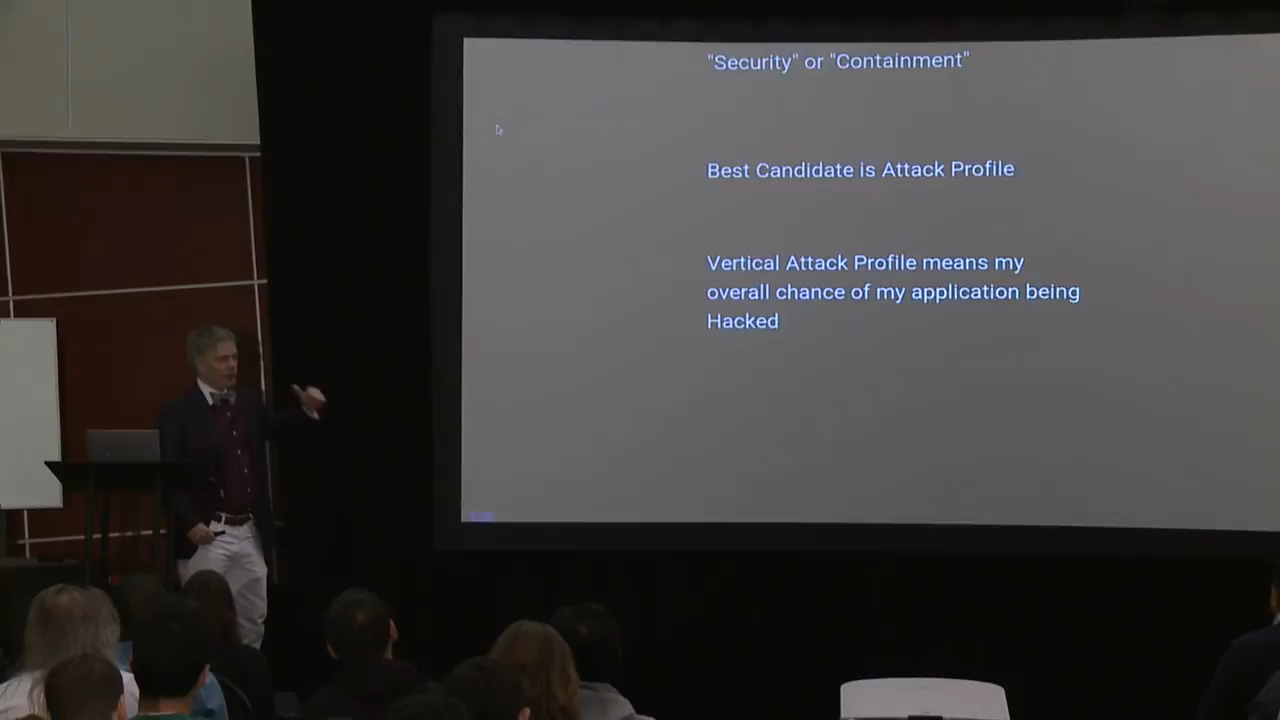 "Security" or "Containment"
Best Candidate is Attack Profile
Vertical Attack Profile means my
overall chance of my application being
Hacked